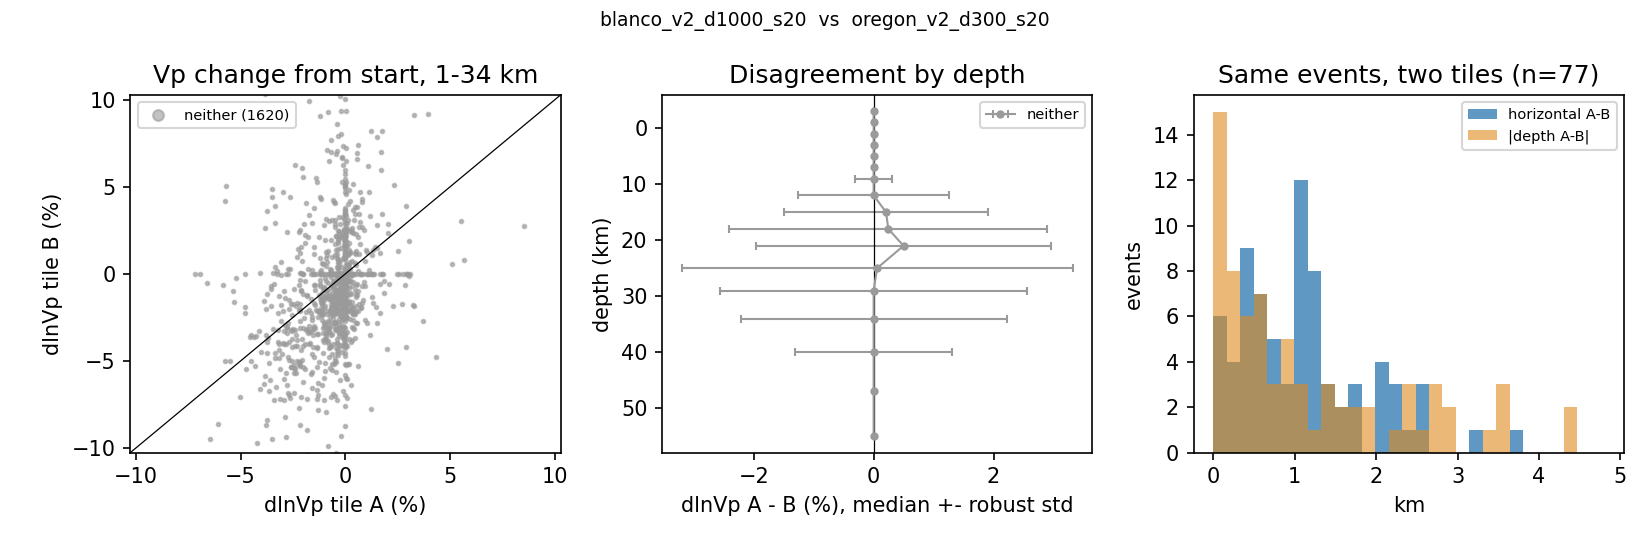 blanco_v2_d1000_s20 vs oregon_v2_d300_s20
Vp change from start, 1-34 km
neither (1620)
10
5
0
−5
−10
−10
−5
0
5
10
dlnVp tile B (%)
dlnVp tile A (%)
Disagreement by depth
neither
0
10
20
30
40
50
−2
0
2
depth (km)
dlnVp A - B (%), median +- robust std
Same events, two tiles (n=77)
horizontal A-B
|depth A-B|
14
12
10
8
6
4
2
0
0
1
2
3
4
5
events
km